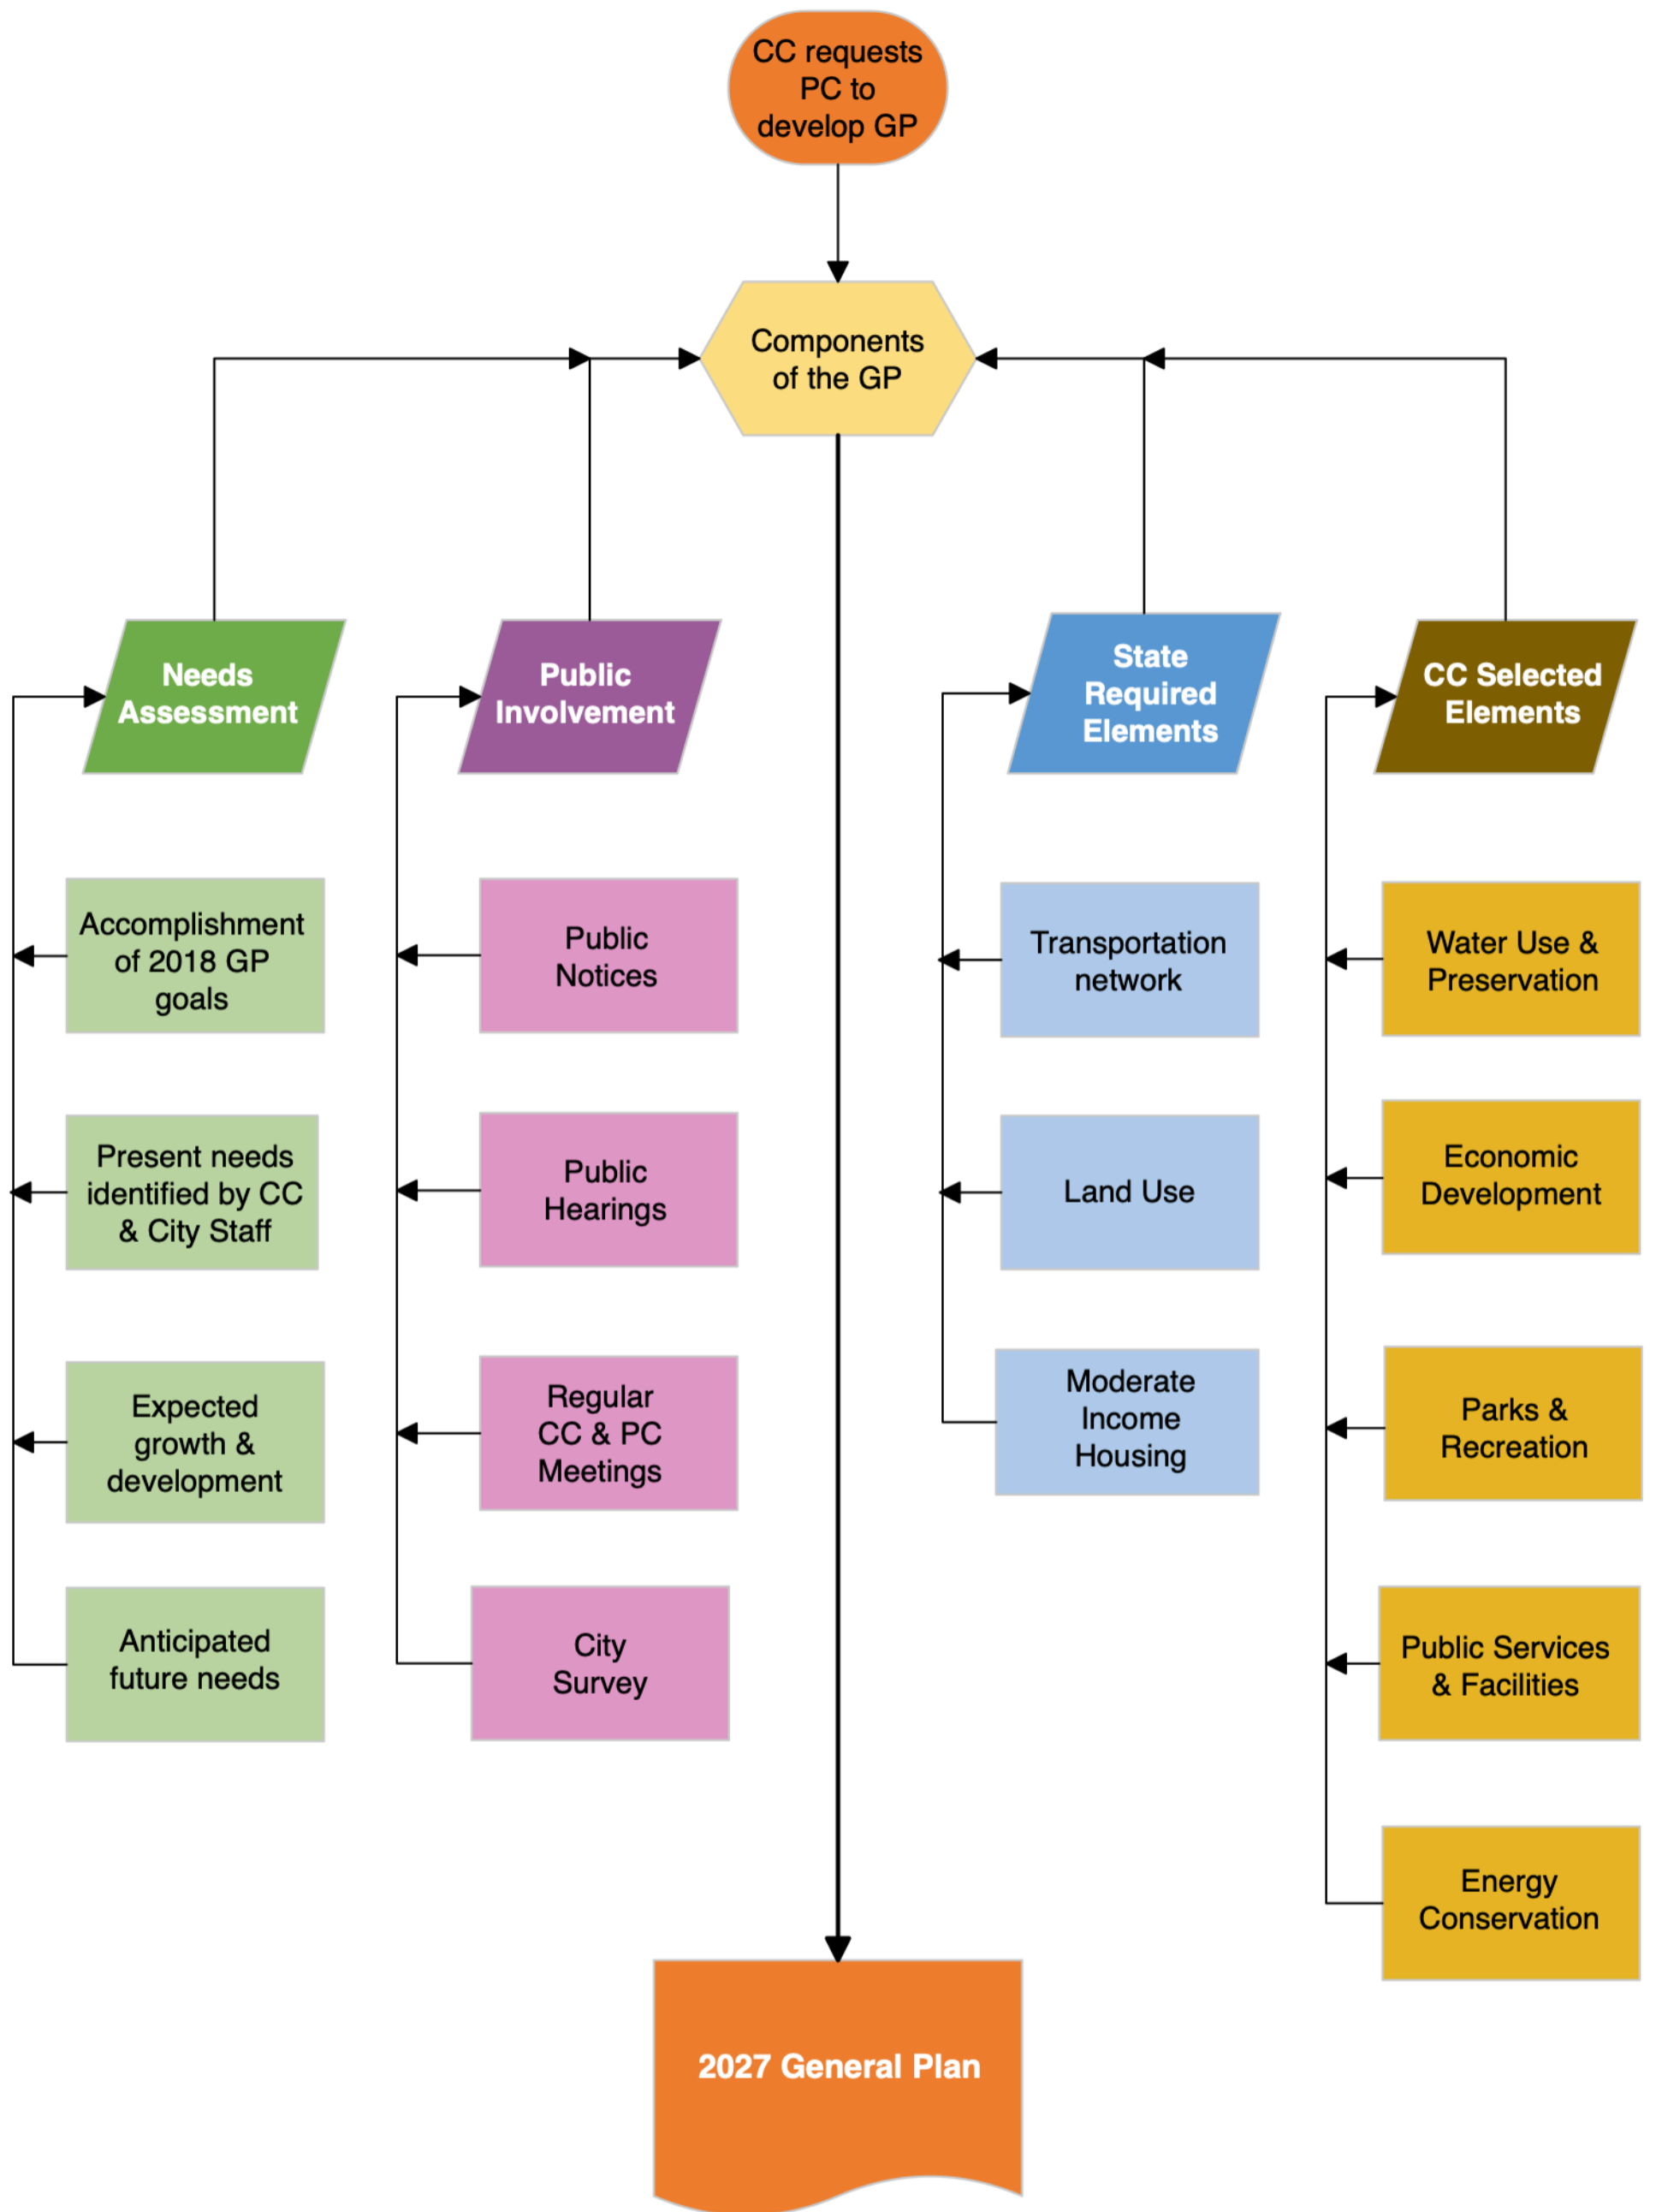 CC requests
PC to
develop GP
Components
of the GP
Needs
Assessment
Public
Involvement
State
Required
Elements
CC Selected
Elements
Accomplishment
of 2018 GP
goals
Present needs
identified by CC
& City Staff
Expected
growth &
development
Anticipated
future needs
Public
Notices
Public
Hearings
Regular
CC & PC
Meetings
City
Survey
Transportation
network
Land Use
Moderate
Income
Housing
Water Use &
Preservation
Economic
Development
Parks &
Recreation
Public Services
& Facilities
Energy
Conservation
2027 General Plan